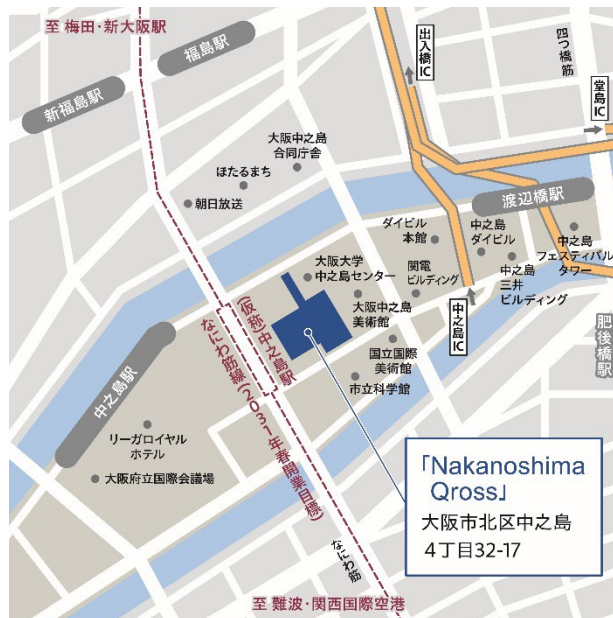 至 梅田・新大阪駅
福島駅
新福島駅
出入橋IC
四つ橋筋
堂島IC
大阪中之島
合同庁舎
ほたるまち
朝日放送
渡辺橋駅
ダイビル
本館
中之島
ダイビル
中之島
フェスティバル
タワー
大阪大学
中之島センター
関電
ビルディング
中之島
三井
ビルディング
大阪中之島
美術館
中之島IC
肥後橋駅
国立国際
美術館
市立科学館
(仮称)中之島駅
なにわ筋線(2031年春開業目標)
中之島駅
リーガロイヤル
ホテル
大阪府立国際会議場
「Nakanoshima
Qross」
大阪市北区中之島
4丁目32-17
なにわ筋
至 難波・関西国際空港